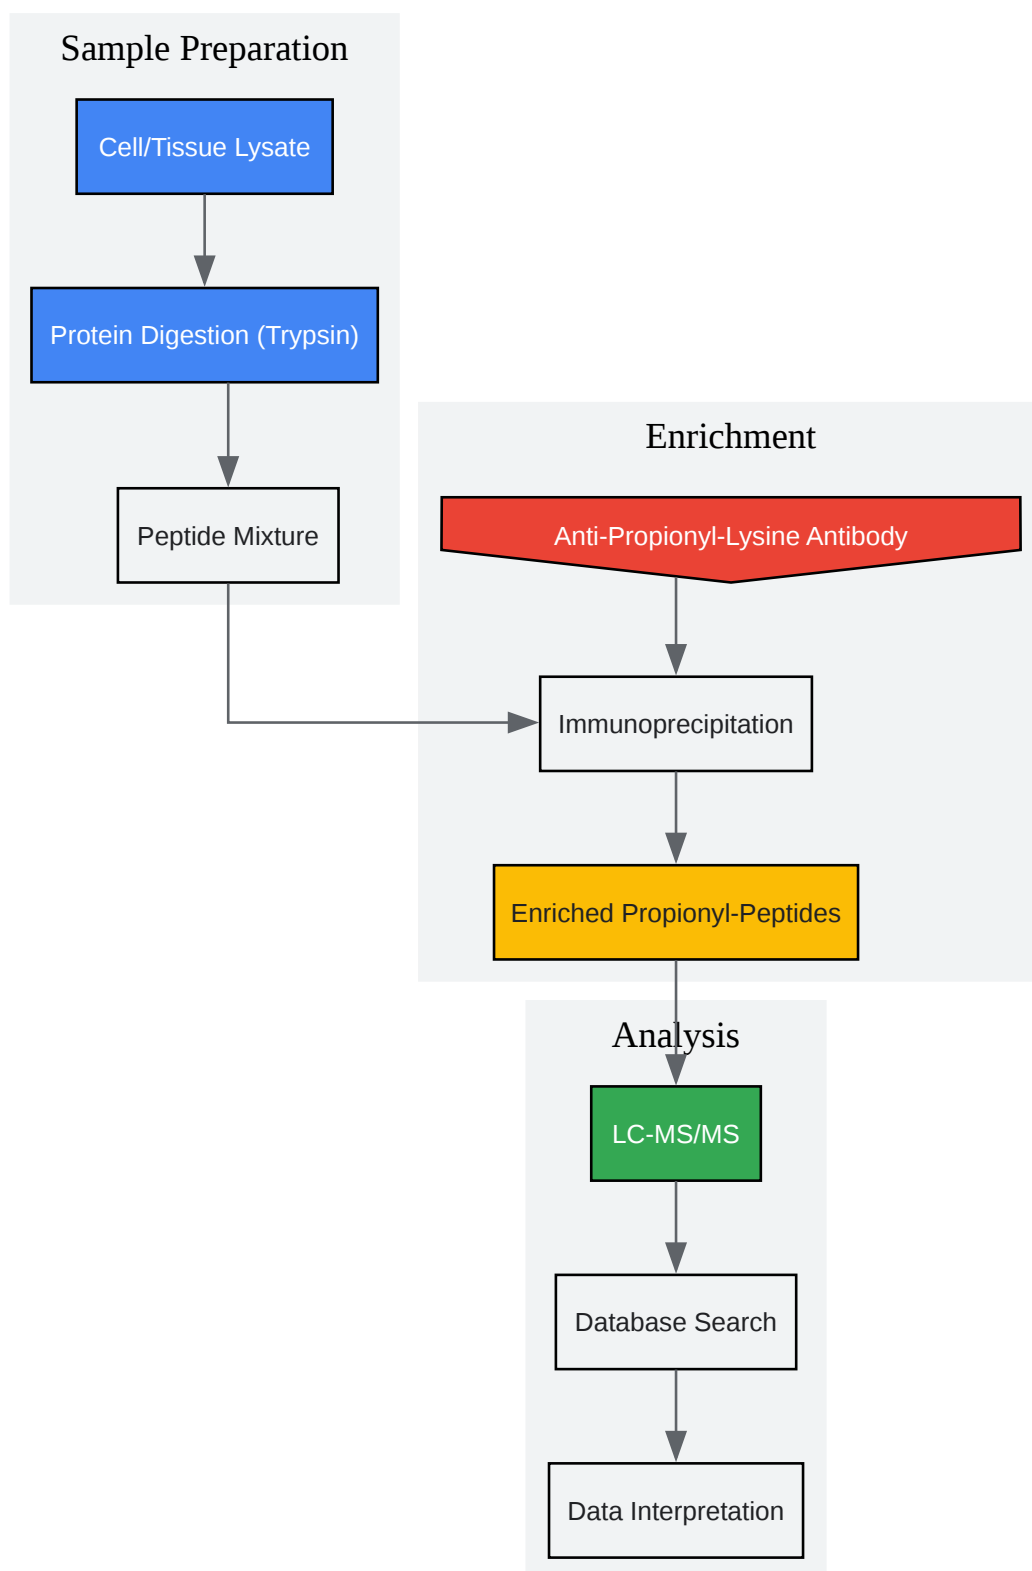 Sample Preparation
Cell/Tissue Lysate
Protein Digestion (Trypsin)
Peptide Mixture
Enrichment
Anti-Propionyl-Lysine Antibody
Immunoprecipitation
Enriched Propionyl-Peptides
Analysis
LC-MS/MS
Database Search
Data Interpretation